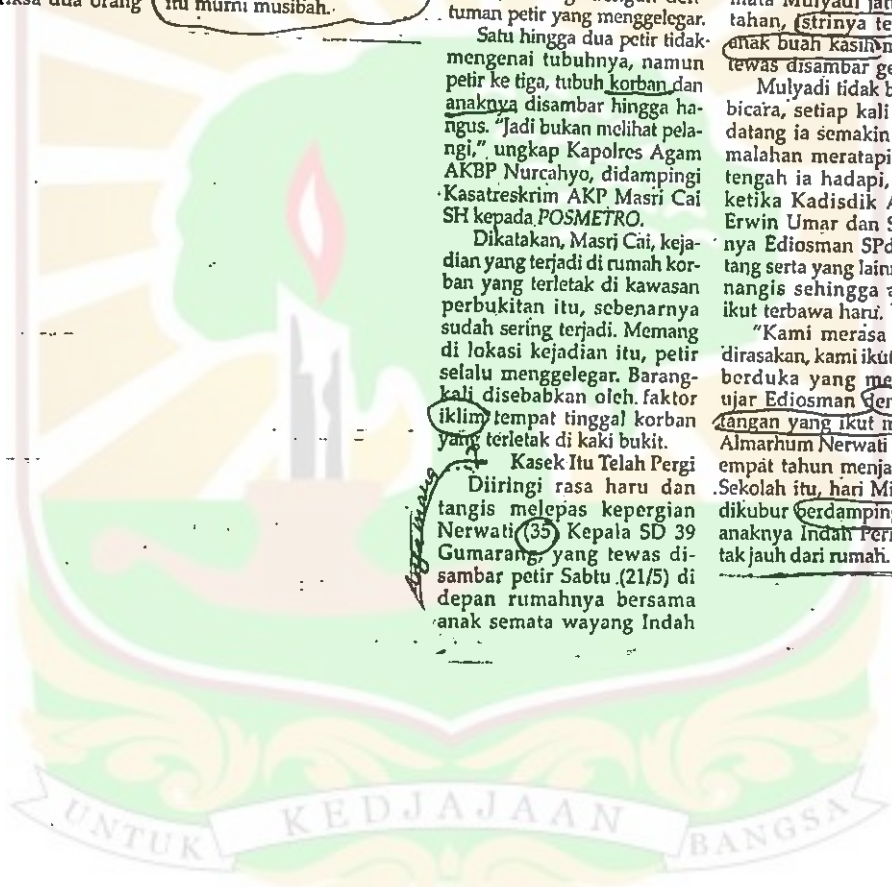 iksa dua orang itu murni musibah.
tuman petir yang menggelegar.
Satu hingga dua petir tidak
mengenai tubuhnya, namun
petir ke tiga, tubuh korban dan
anaknya disambar hingga ha-
ngus. "Jadi bukan melihat pela-
ngi," ungkap Kapolres Agam
AKBP Nurcahyo, didampingi
Kasatreskrim AKP Masri Cai
SH kepada POSMETRO.
Dikatakan, Masri Cai, keja-
dian yang terjadi di rumah kor-
ban yang terletak di kawasan
perbukitan itu, sebenarnya
sudah sering terjadi. Memang
di lokasi kejadian itu, petir
selalu menggelegar. Barang-
kali disebabkan oleh faktor
iklim tempat tinggal korban
yang terletak di kaki bukit.
Kasek Itu Telah Pergi
Diiringi rasa haru dan
tangis melepas kepergian
Nerwati (35) Kepala SD 39
Gumarang, yang tewas di-
sambar petir Sabtu (21/5) di
depan rumahnya bersama
anak semata wayang Indah
tahan, istrinya te
anak buah kasih
tewas disambar ge
Mulyadi tidak b
bicara, setiap kali
datang ia semakin
malahan meratapi
tengah ia hadapi,
ketika Kadisdik A
Erwin Umar dan S
nya Ediosman SPd
tang serta yang lain
nangis sehingga
ikut terbawa haru.
"Kami merasa
dirasakan, kami ikut
berduka yang me
ujar Ediosman
tangan yang ikut m
Almarhum Nerwati
empat tahun menja
Sekolah itu, hari Mi
dikubur berdamping
anaknya Indah Per
tak jauh dari rumah.
UNTUK KEDJAJAAN BANGSA